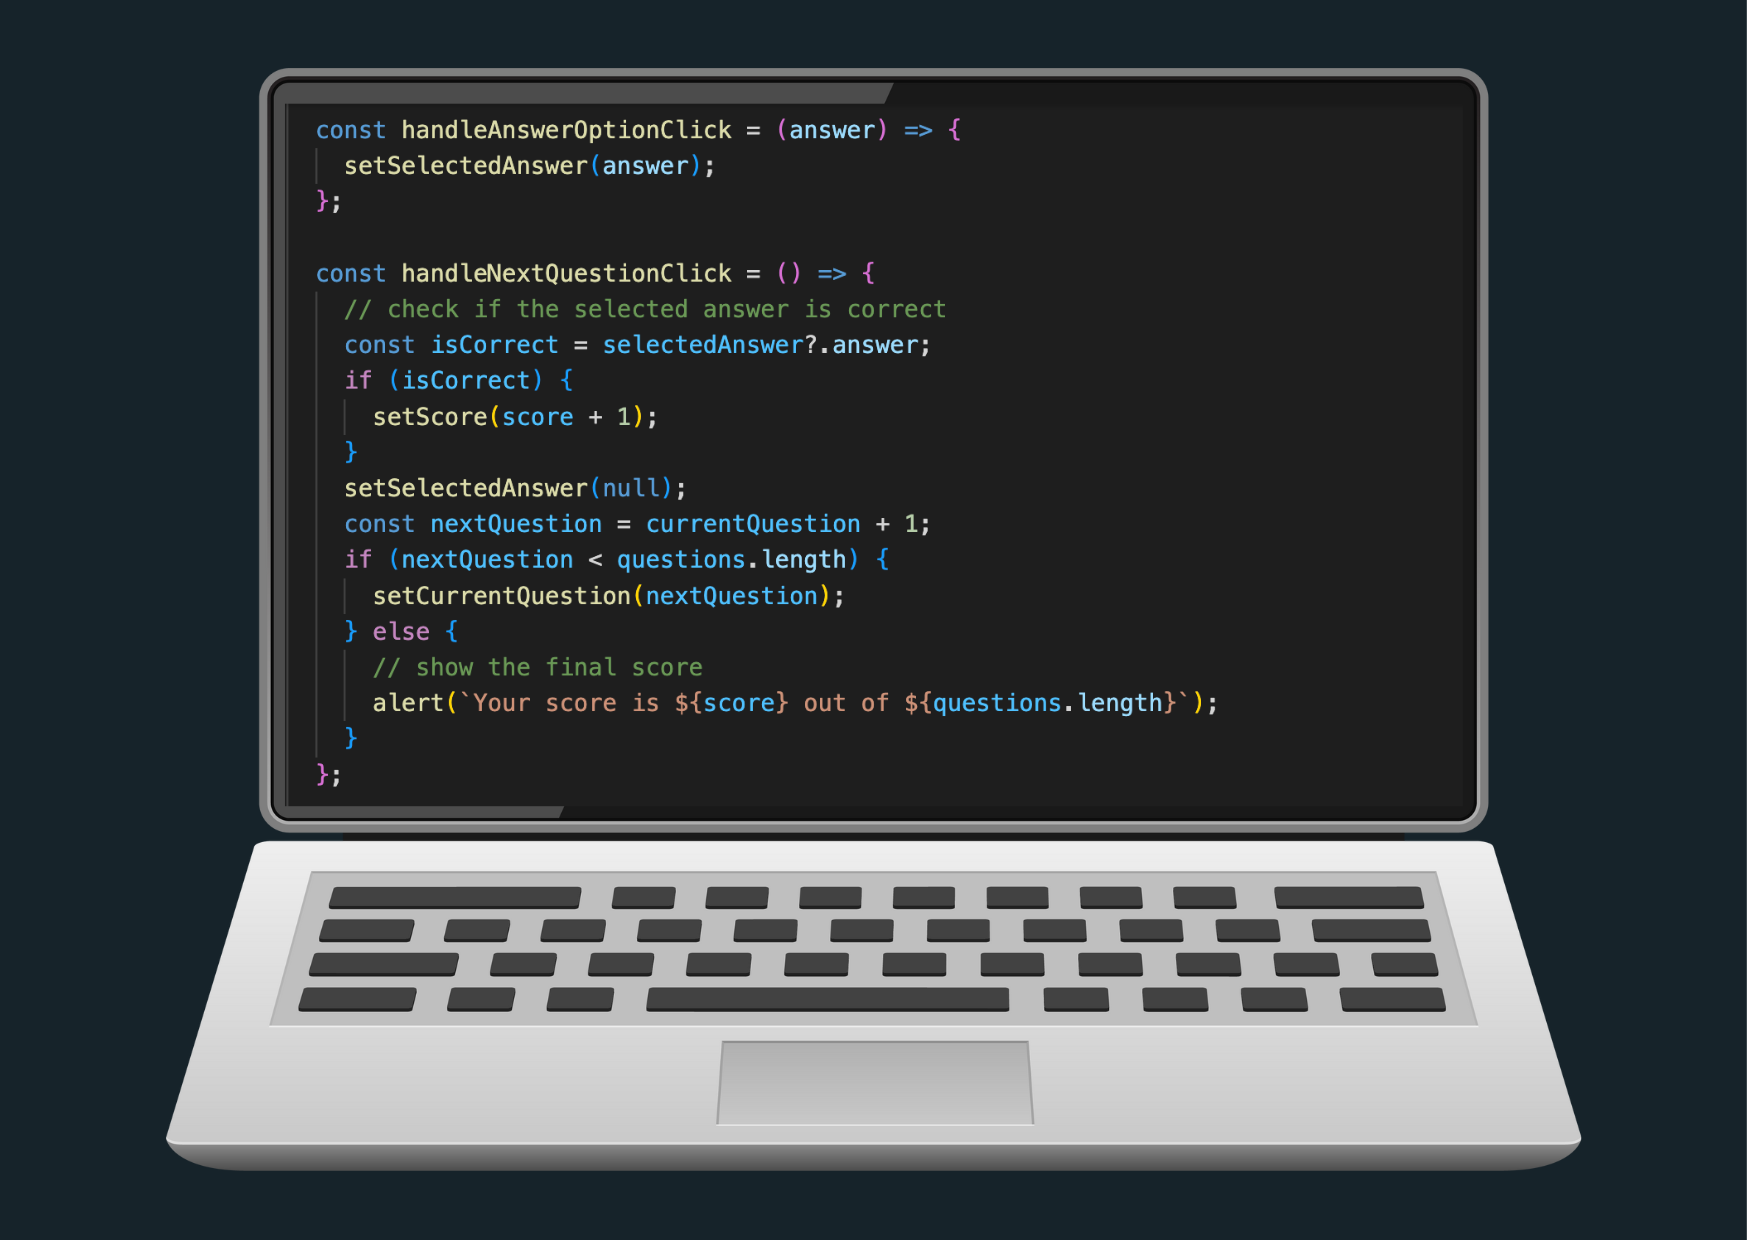 const handleAnswerOptionClick = (answer) => {
  setSelectedAnswer(answer);
};

const handleNextQuestionClick = () => {
  // check if the selected answer is correct
  const isCorrect = selectedAnswer?.answer;
  if (isCorrect) {
    setScore(score + 1);
  }
  setSelectedAnswer(null);
  const nextQuestion = currentQuestion + 1;
  if (nextQuestion < questions.length) {
    setCurrentQuestion(nextQuestion);
  } else {
    // show the final score
    alert(`Your score is ${score} out of ${questions.length}`);
  }
};